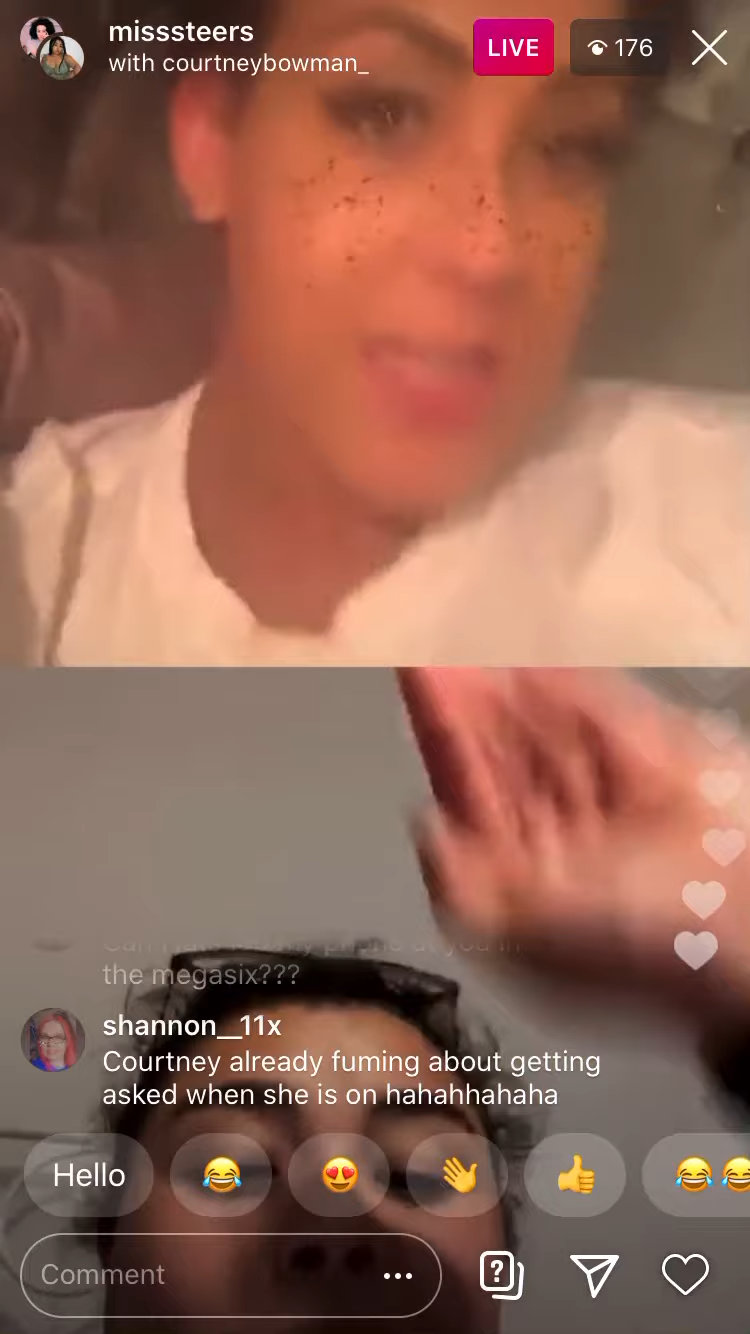 misssteers
with courtneybowman_
LIVE
176
the megasix???
shannon__11x
Courtney already fuming about getting
asked when she is on hahahhahaha
Hello
Comment